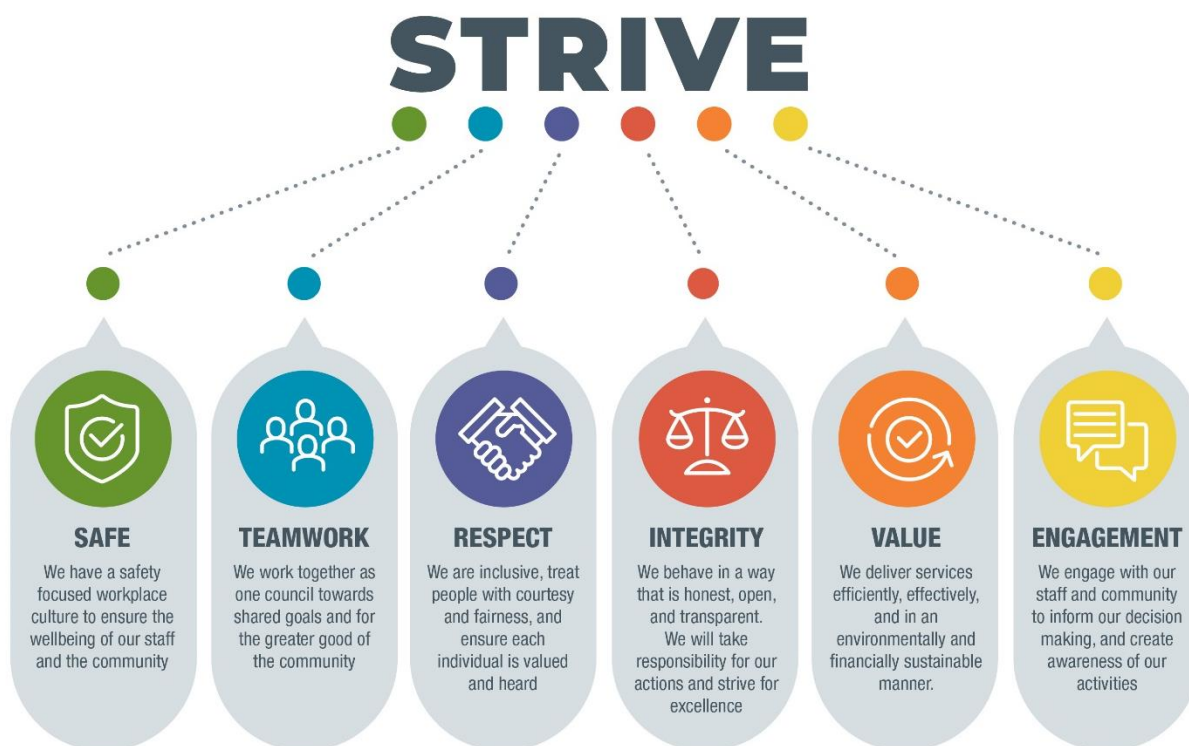 STRIVE
SAFE
We have a safety
focused workplace
culture to ensure the
wellbeing of our staff
and the community
TEAMWORK
We work together as
one council towards
shared goals and for
the greater good of
the community
RESPECT
We are inclusive, treat
people with courtesy
and fairness, and
ensure each
individual is valued
and heard
INTEGRITY
We behave in a way
that is honest, open,
and transparent.
We will take
responsibility for our
actions and strive for
excellence
VALUE
We deliver services
efficiently, effectively,
and in an
environmentally and
financially sustainable
manner.
ENGAGEMENT
We engage with our
staff and community
to inform our decision
making, and create
awareness of our
activities